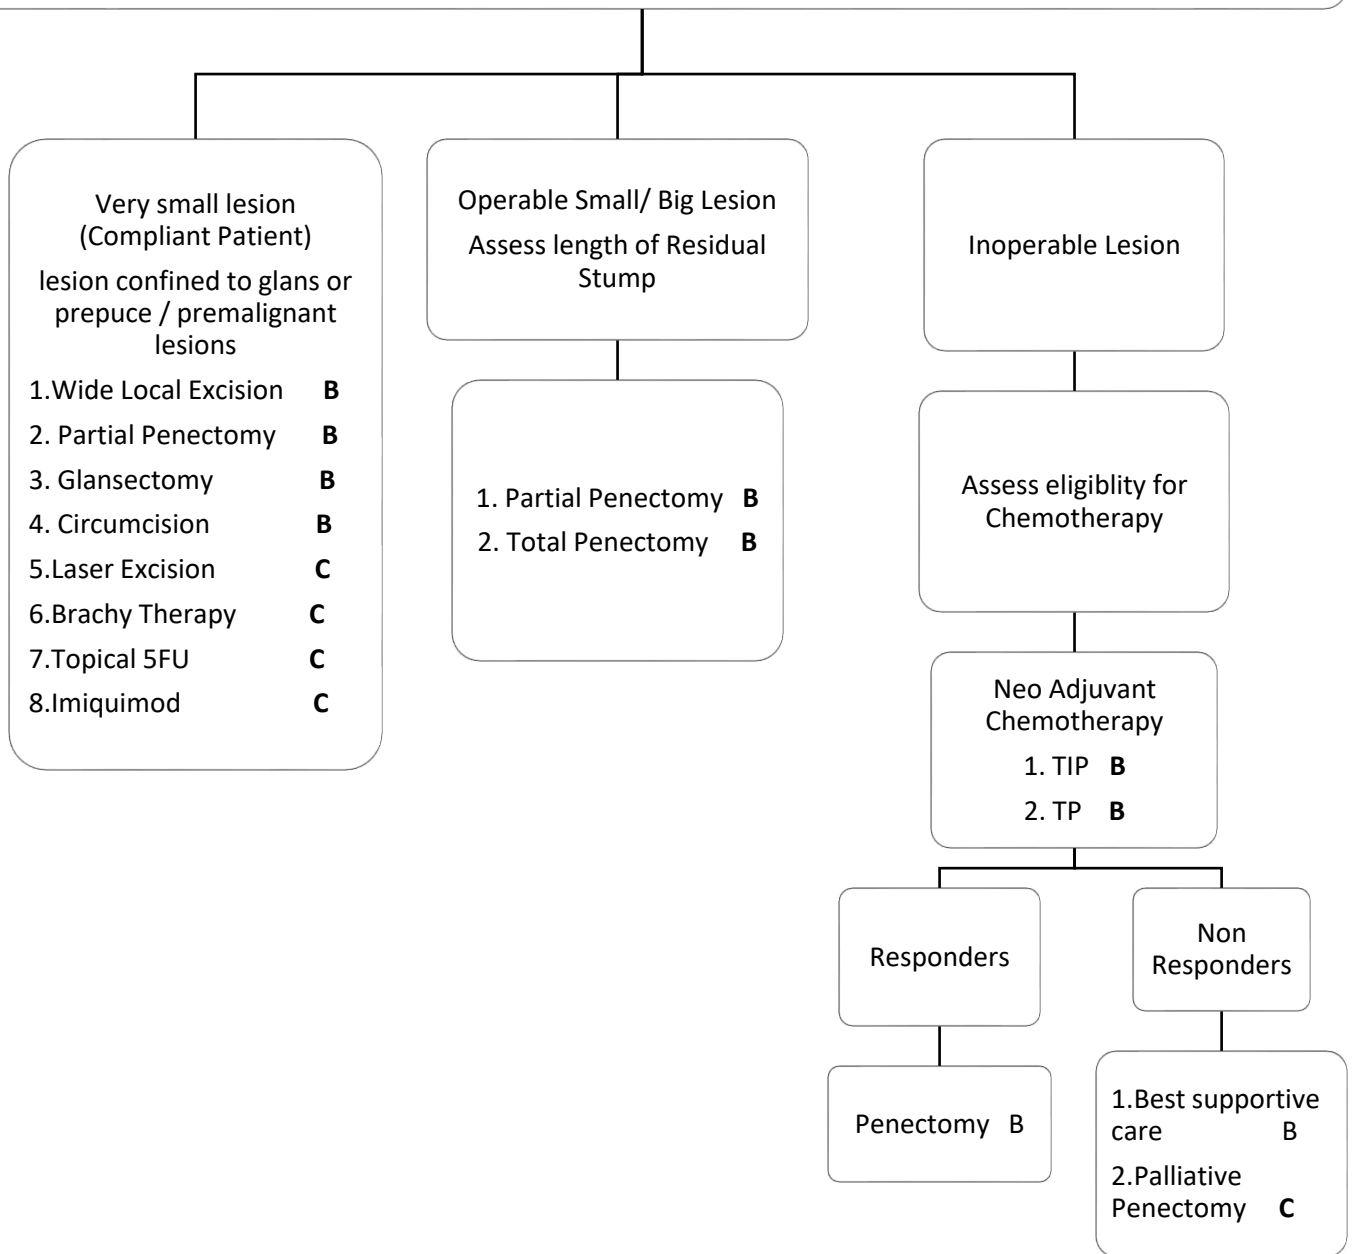 Very small lesion
(Compliant Patient)
lesion confined to glans or
prepuce / premalignant
lesions
1.Wide Local Excision B
2. Partial Penectomy B
3. Glansectomy B
4. Circumcision B
5.Laser Excision C
6.Brachy Therapy C
7.Topical 5FU C
8.Imiquimod C
Operable Small/ Big Lesion
Assess length of Residual
Stump
1. Partial Penectomy B
2. Total Penectomy B
Inoperable Lesion
Assess eligiblity for
Chemotherapy
Neo Adjuvant
Chemotherapy
1. TIP B
2. TP B
Responders
Penectomy B
Non
Responders
1.Best supportive
care B
2.Palliative
Penectomy C